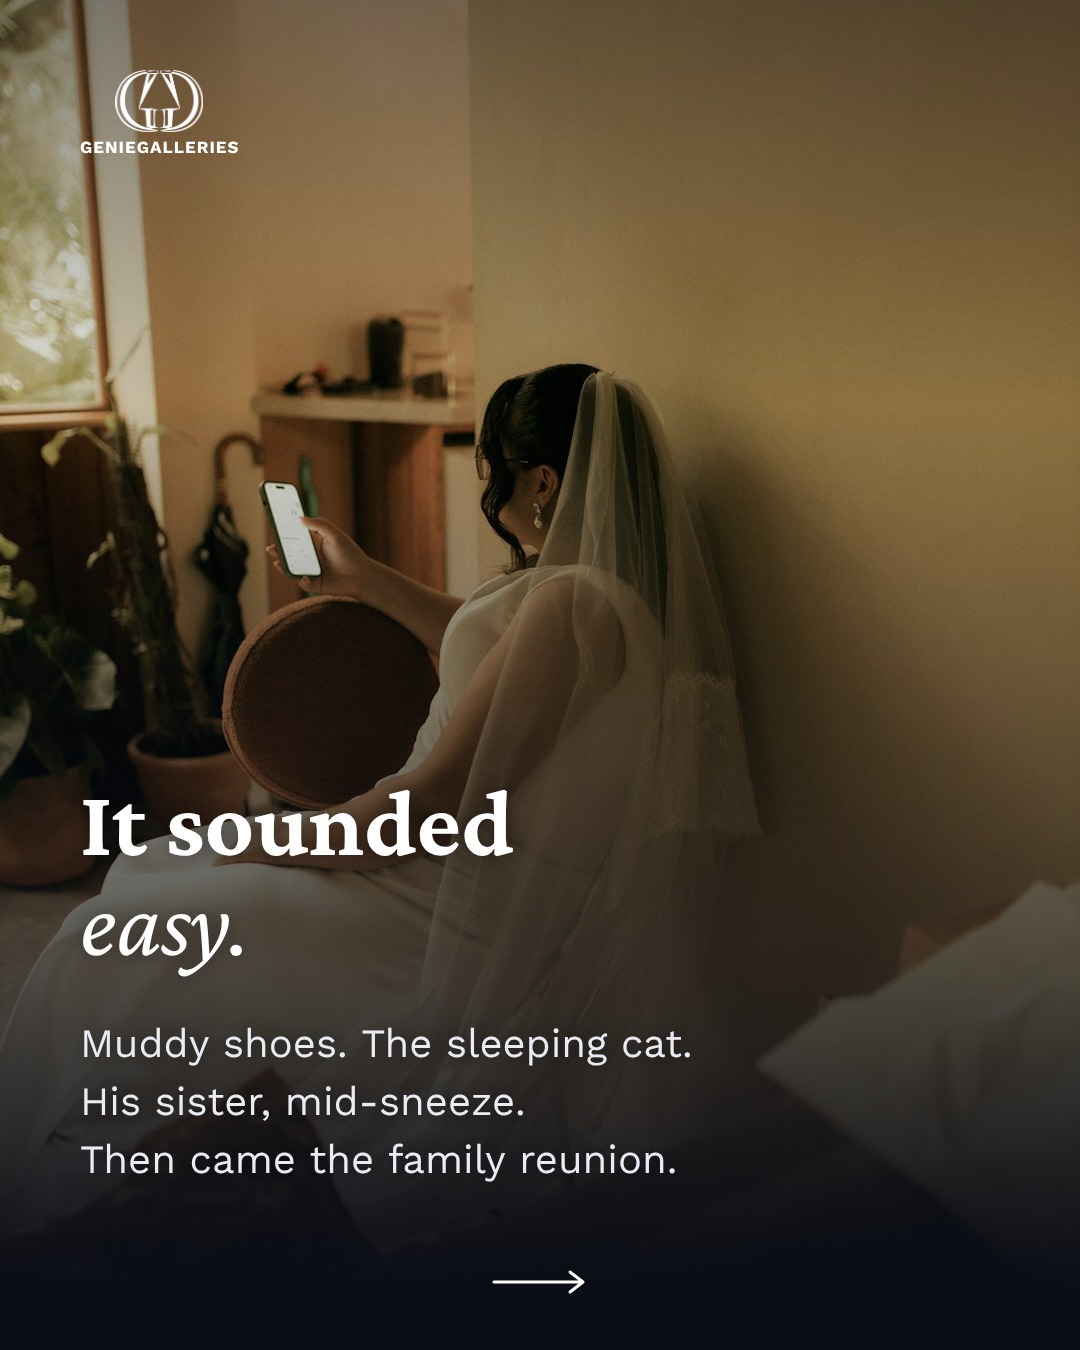 GENIEGALLERIES
It sounded
easy.
Muddy shoes. The sleeping cat.
His sister, mid-sneeze.
Then came the family reunion.